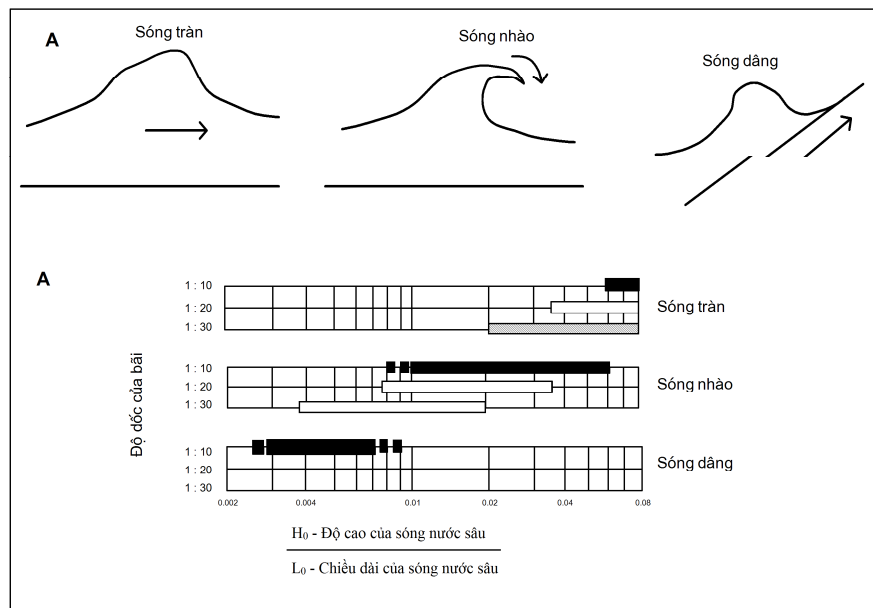 A
Sóng tràn
Sóng nhào
Sóng dâng
A
Độ dốc của bãi
1 : 10
1 : 20
1 : 30
Sóng tràn
1 : 10
1 : 20
1 : 30
Sóng nhào
1 : 10
1 : 20
1 : 30
Sóng dâng
0.002 0.004 0.01 0.02 0.04 0.08
H₀ - Độ cao của sóng nước sâu
L₀ - Chiều dài của sóng nước sâu